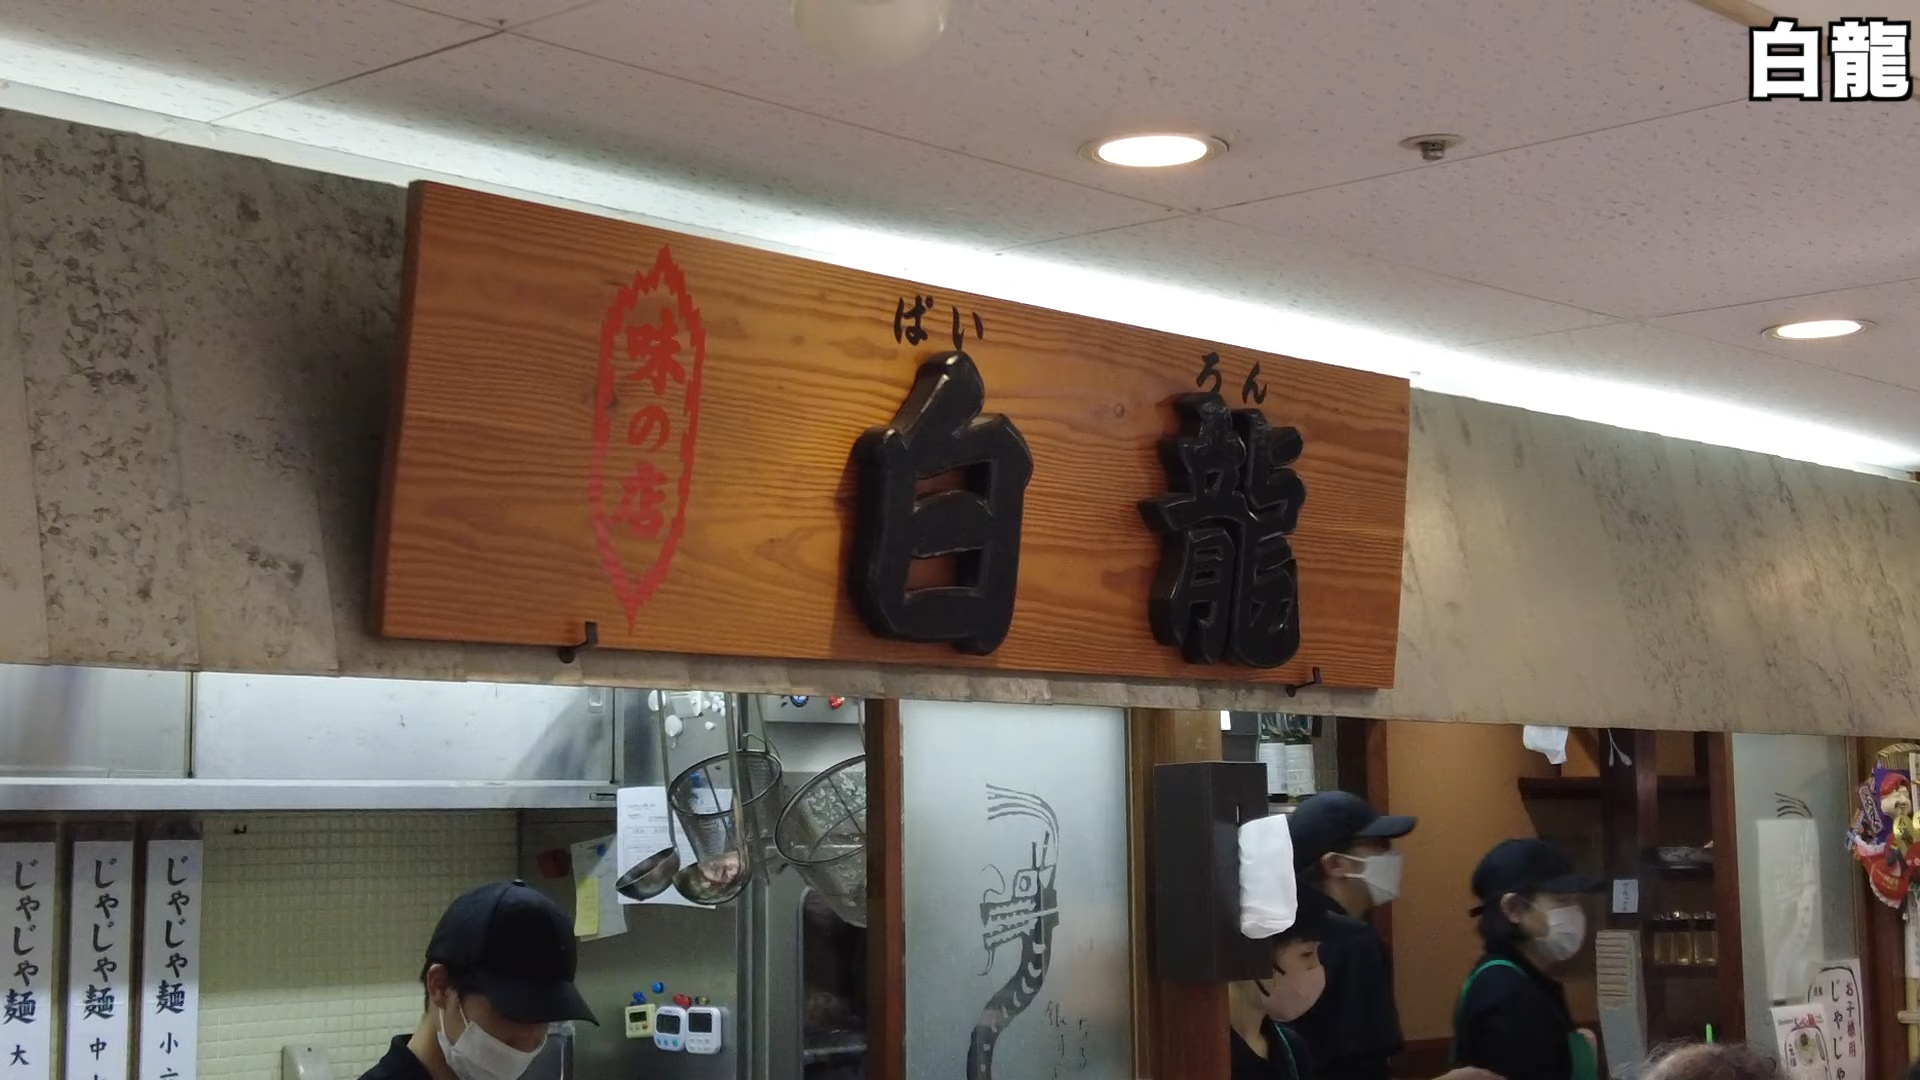 白龍
味の店
ぱい ろん
白龍
じゃじゃ麺 大
じゃじゃ麺 中
じゃじゃ麺 小
お子様用
じゃじゃ